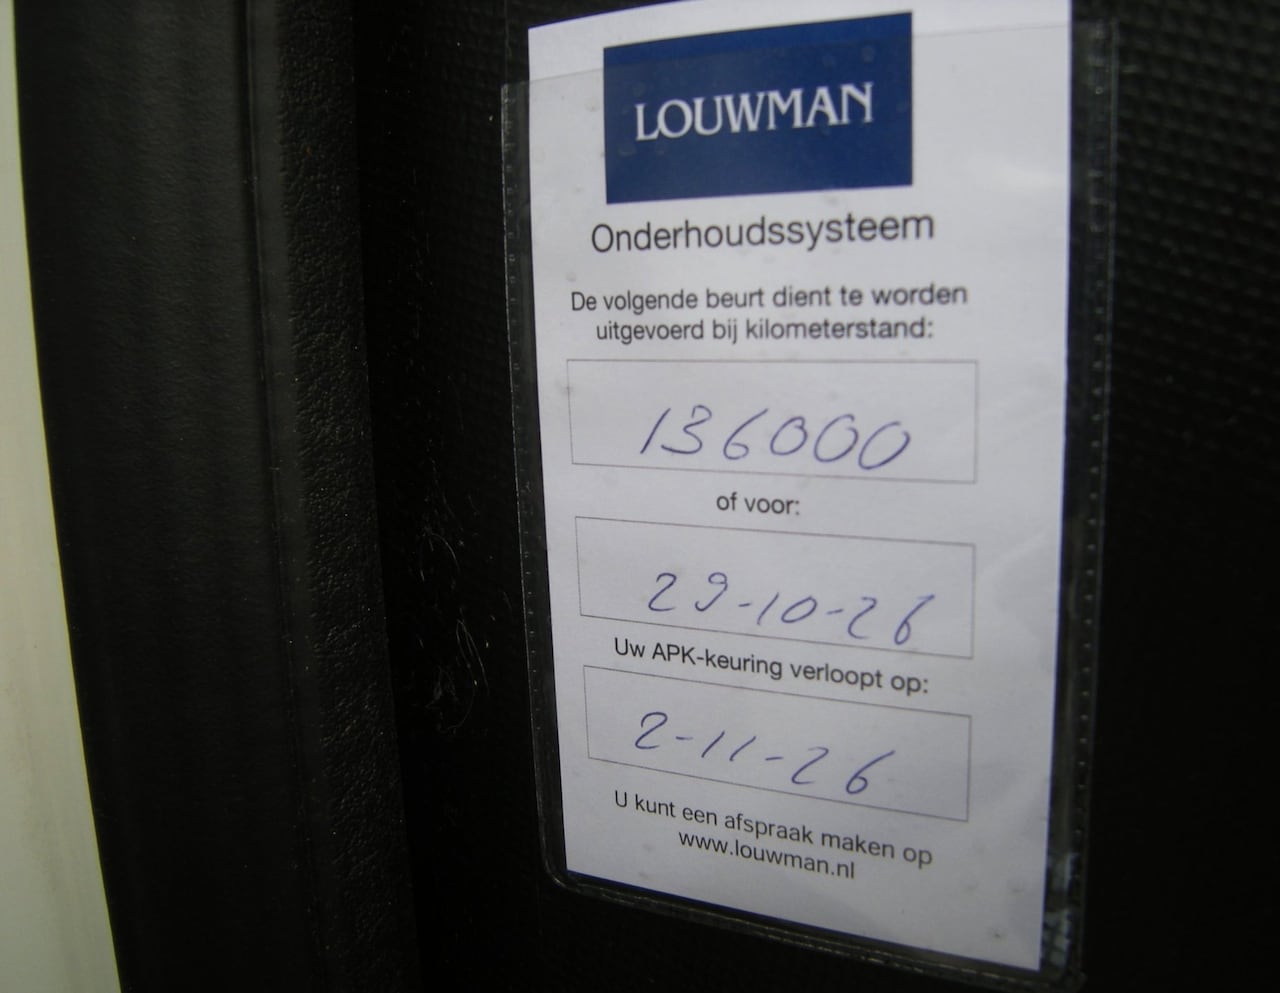 LOUWMAN
Onderhoudssysteem
De volgende beurt dient te worden
uitgevoerd bij kilometerstand:
136000
of voor:
29-10-26
Uw APK-keuring verloopt op:
2-11-26
U kunt een afspraak maken op
www.louwman.nl